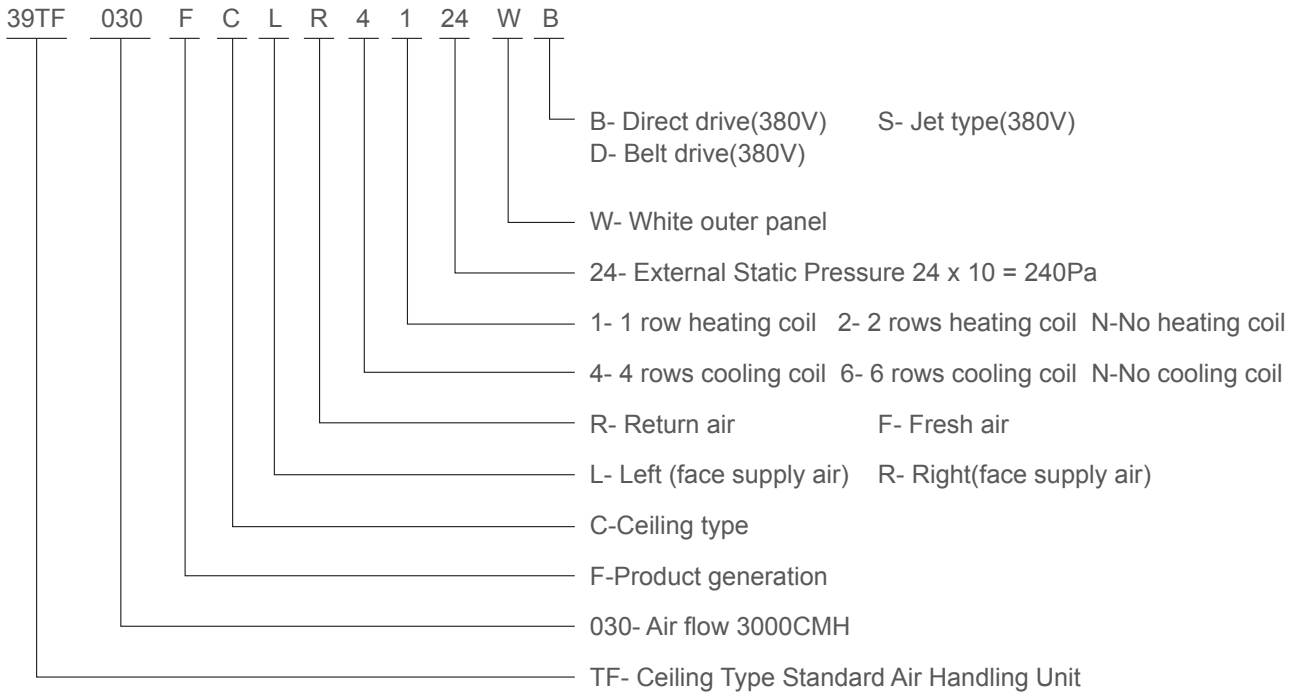 39TF 030 F C L R 4 1 24 W B
B- Direct drive(380V) S- Jet type(380V)
D- Belt drive(380V)
W- White outer panel
24- External Static Pressure 24 x 10 = 240Pa
1- 1 row heating coil 2- 2 rows heating coil N-No heating coil
4- 4 rows cooling coil 6- 6 rows cooling coil N-No cooling coil
R- Return air F- Fresh air
L- Left (face supply air) R- Right(face supply air)
C-Ceiling type
F-Product generation
030- Air flow 3000CMH
TF- Ceiling Type Standard Air Handling Unit